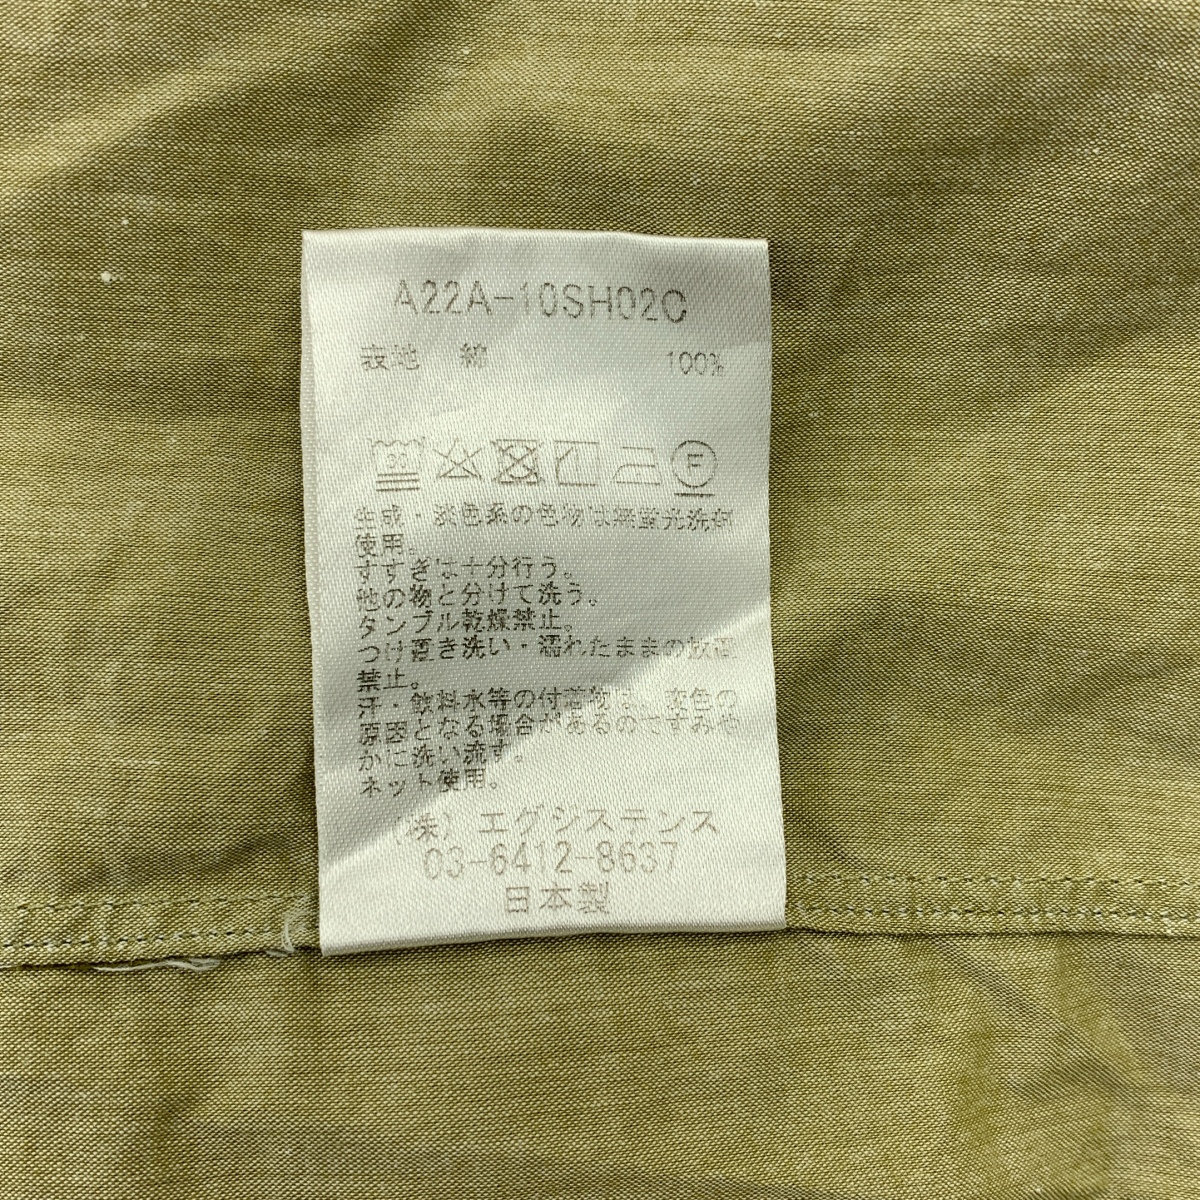 A22A-10SH02C
表地 綿 100%
30
F
生成・淡色系の色物は無蛍光洗剤
使用。
すすぎは十分行う。
他の物と分けて洗う。
タンブル乾燥禁止。
つけ置き洗い・濡れたままの放置
禁止。
汗・飲料水等の付着物は、変色の
原因となる場合があるのですみや
かに洗い流す。
ネット使用。
(株) エグジステンス
03-6412-8637
日本製